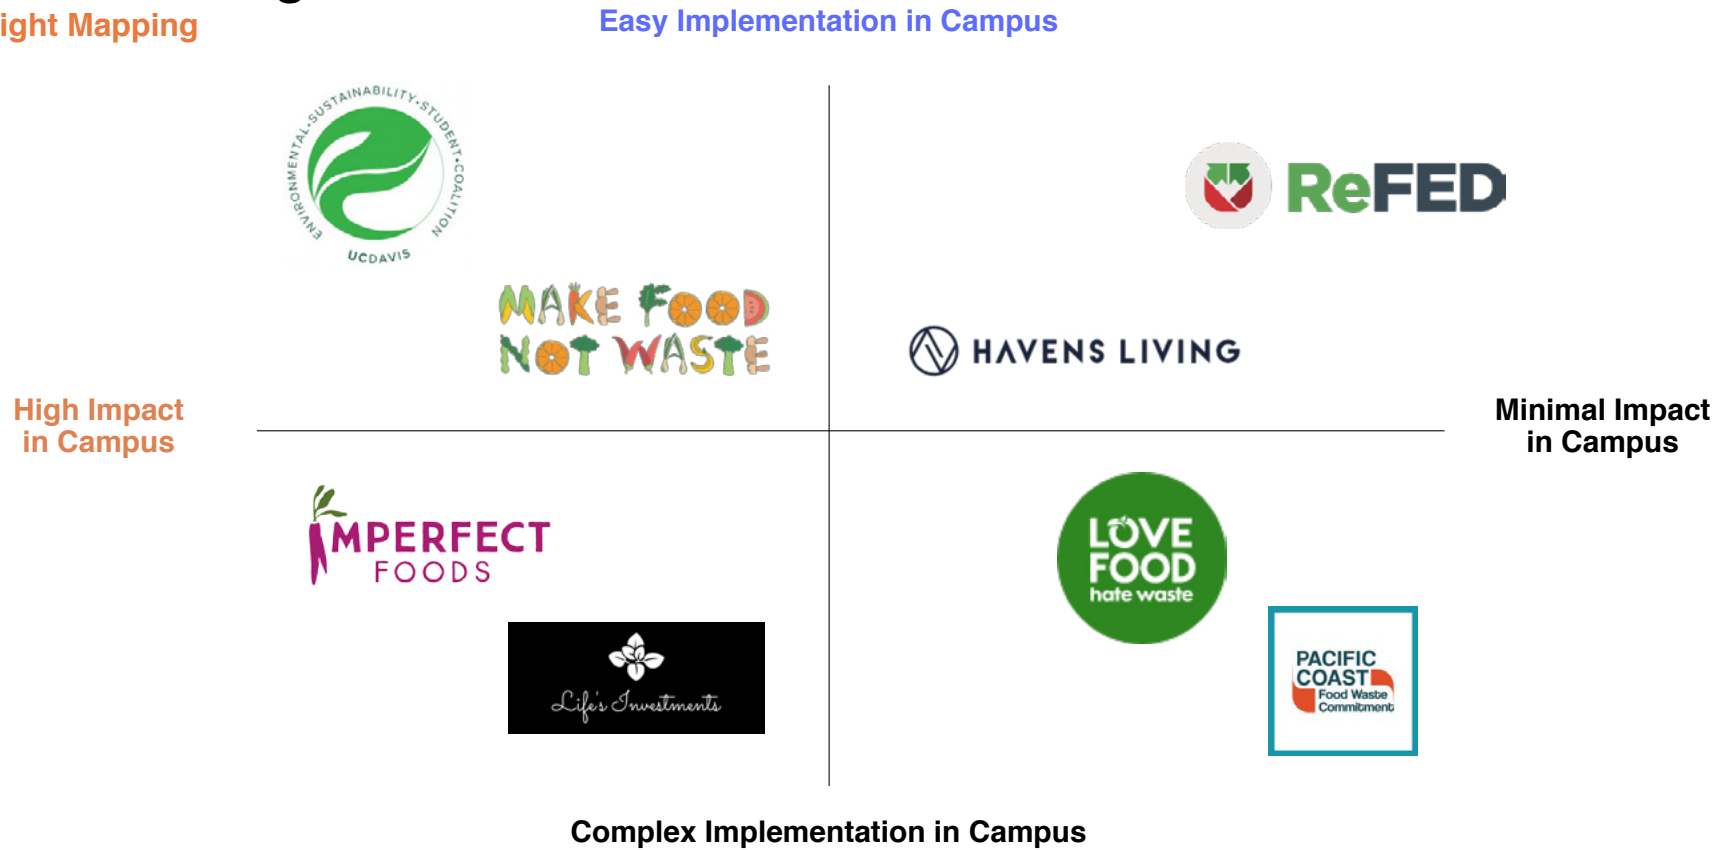 ight Mapping
Easy Implementation in Campus
ENVIRONMENTAL•SUSTAINABILITY•STUDENT•COALITION
UCDAVIS
ReFED
MAKE FOOD
NOT WASTE
HAVENS LIVING
High Impact
in Campus
Minimal Impact
in Campus
IMPERFECT
FOODS
LOVE
FOOD
hate waste
Life's Investments
PACIFIC
COAST
Food Waste
Commitment
Complex Implementation in Campus